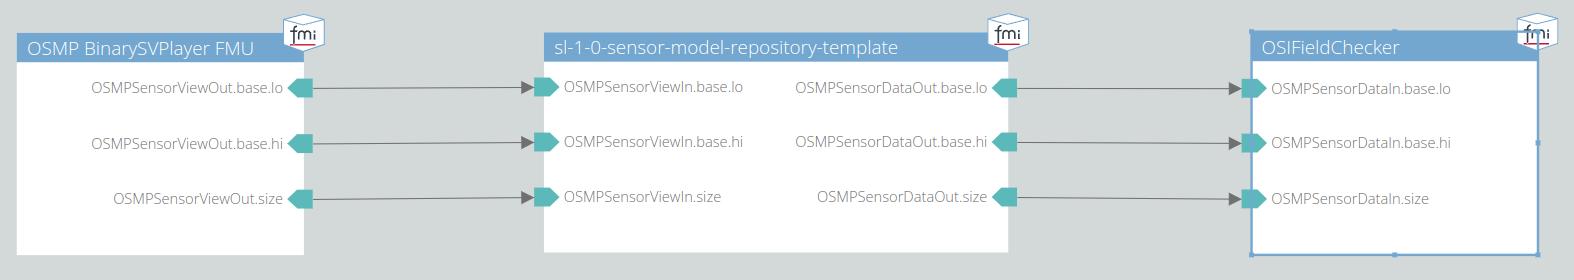 OSMP BinarySVPlayer FMU
fmi
OSMPSensorViewOut.base.lo
OSMPSensorViewOut.base.hi
OSMPSensorViewOut.size
sl-1-0-sensor-model-repository-template
fmi
OSMPSensorViewIn.base.lo
OSMPSensorDataOut.base.lo
OSMPSensorViewIn.base.hi
OSMPSensorDataOut.base.hi
OSMPSensorViewIn.size
OSMPSensorDataOut.size
OSIFieldChecker
fmi
OSMPSensorDataIn.base.lo
OSMPSensorDataIn.base.hi
OSMPSensorDataIn.size